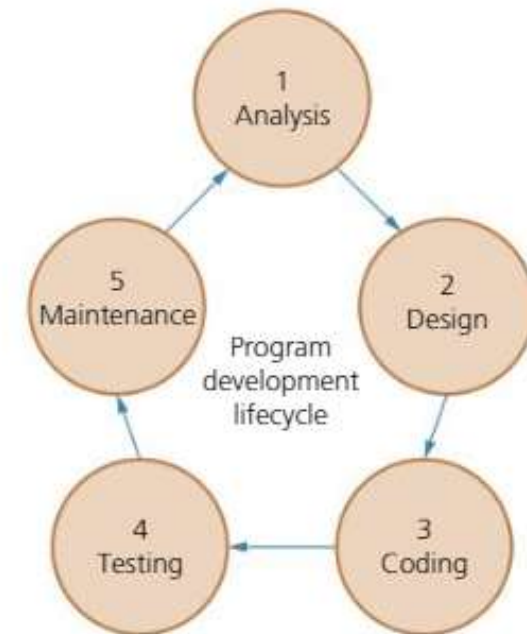 1
Analysis
2
Design
3
Coding
4
Testing
5
Maintenance
Program
development
lifecycle